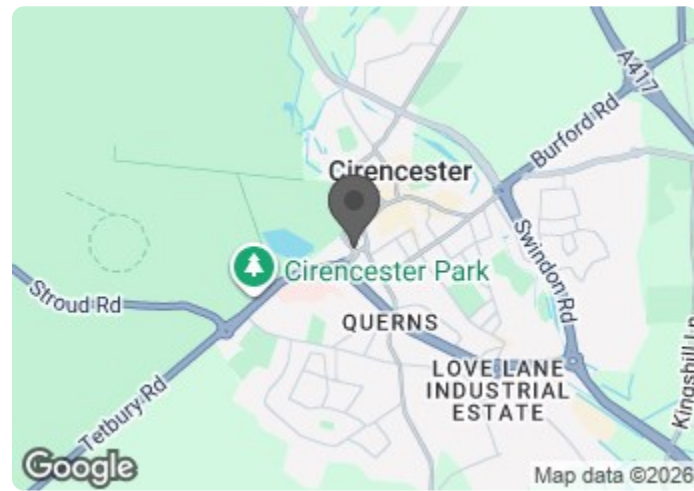 A417
Burford Rd
Cirencester
Swindon Rd
Cirencester Park
Stroud Rd
QUERNS
Kingshill Ln
LOVE LANE
INDUSTRIAL
ESTATE
Tetbury Rd
Google
Map data ©2026